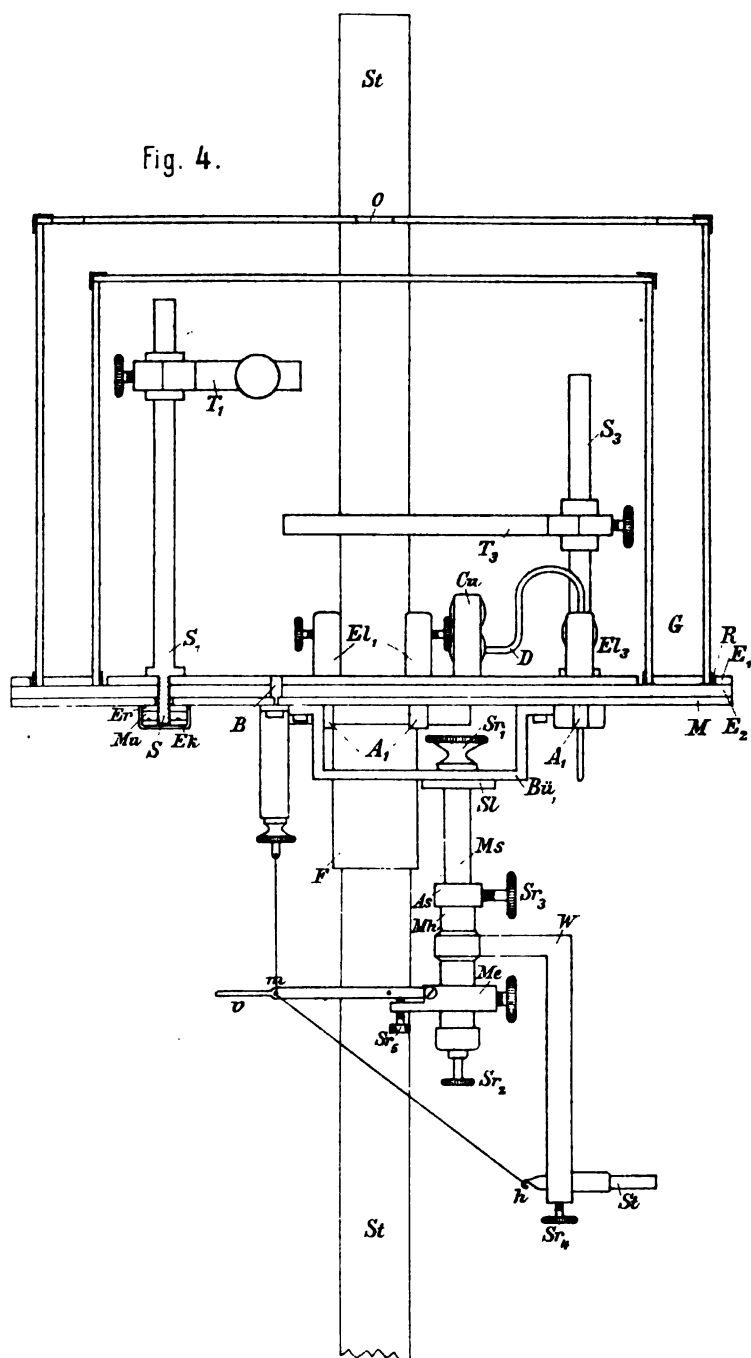 St
Fig. 4.
O
T₁
S₃
T₃
Cu
El₁
D
El₃
G
R
E₁
S₁
Er
Mu
S
Ek
B
A₁
Sr₁
A₁
M
E₂
Bü₁
Sl
F
Ms
As
Sr₃
Mh
W
m
Me
v
Sr₅
Sr₂
h
St
St
Sr₄